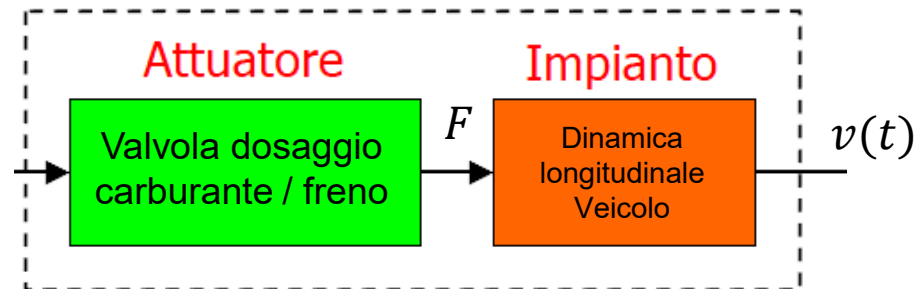 Attuatore
Impianto
Valvola dosaggio
carburante / freno
F
Dinamica
longitudinale
Veicolo
v(t)